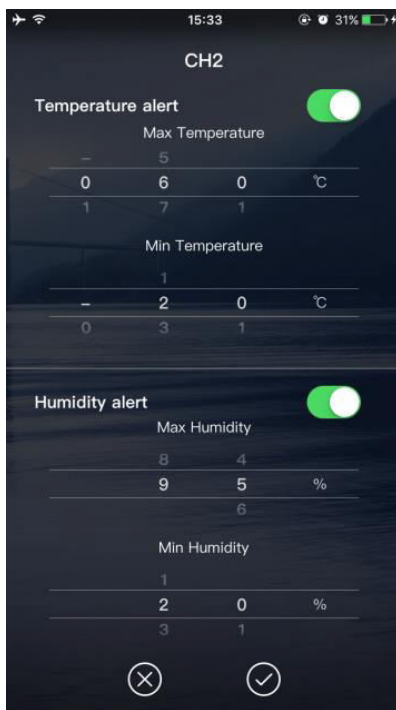 15:33 31%
CH2
Temperature alert
Max Temperature
– 5
0 6 0 ℃
1 7 1
Min Temperature
1
– 2 0 ℃
0 3 1
Humidity alert
Max Humidity
8 4
9 5 %
6
Min Humidity
1
2 0 %
3 1